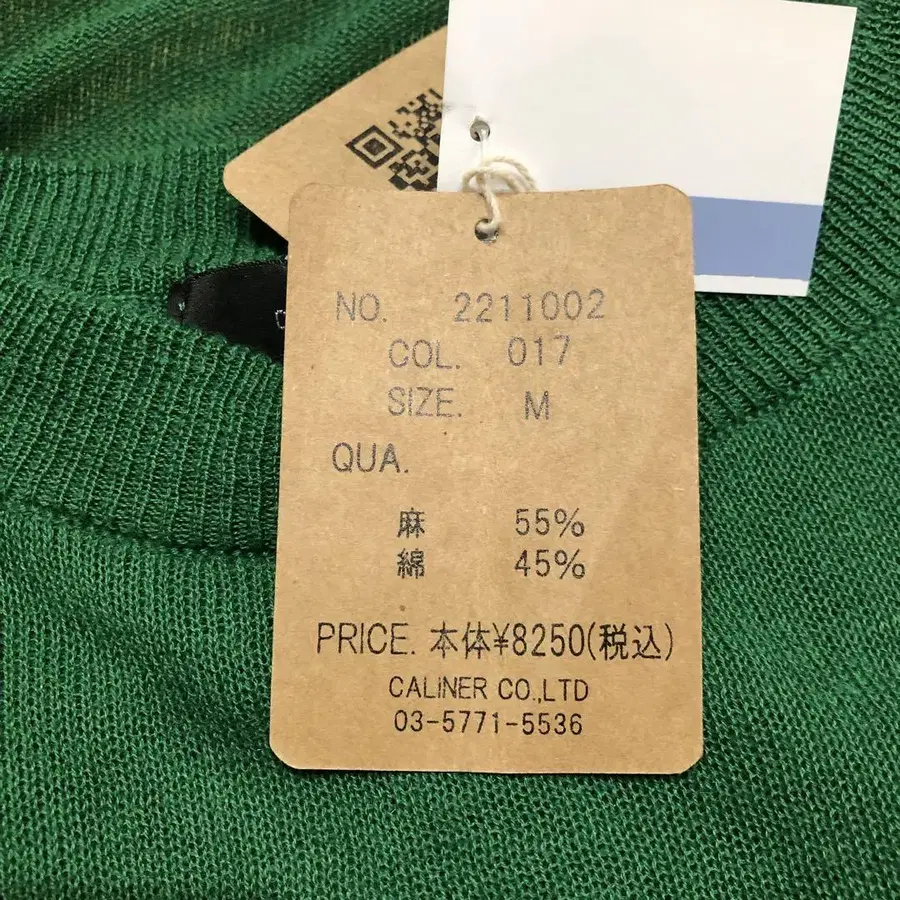 NO. 2211002
COL. 017
SIZE. M
QUA.
麻 55%
綿 45%
PRICE. 本体¥8250(税込)
CALINER CO.,LTD
03-5771-5536